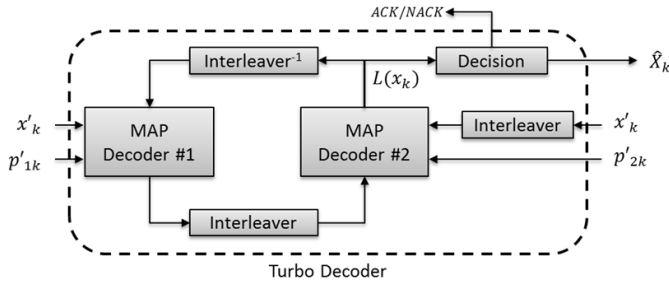 ACK/NACK
Interleaver⁻¹
Decision
X̂ₖ
L(xₖ)
x′ₖ
MAP
Decoder #1
MAP
Decoder #2
Interleaver
x′ₖ
p′₁ₖ
p′₂ₖ
Interleaver
Turbo Decoder